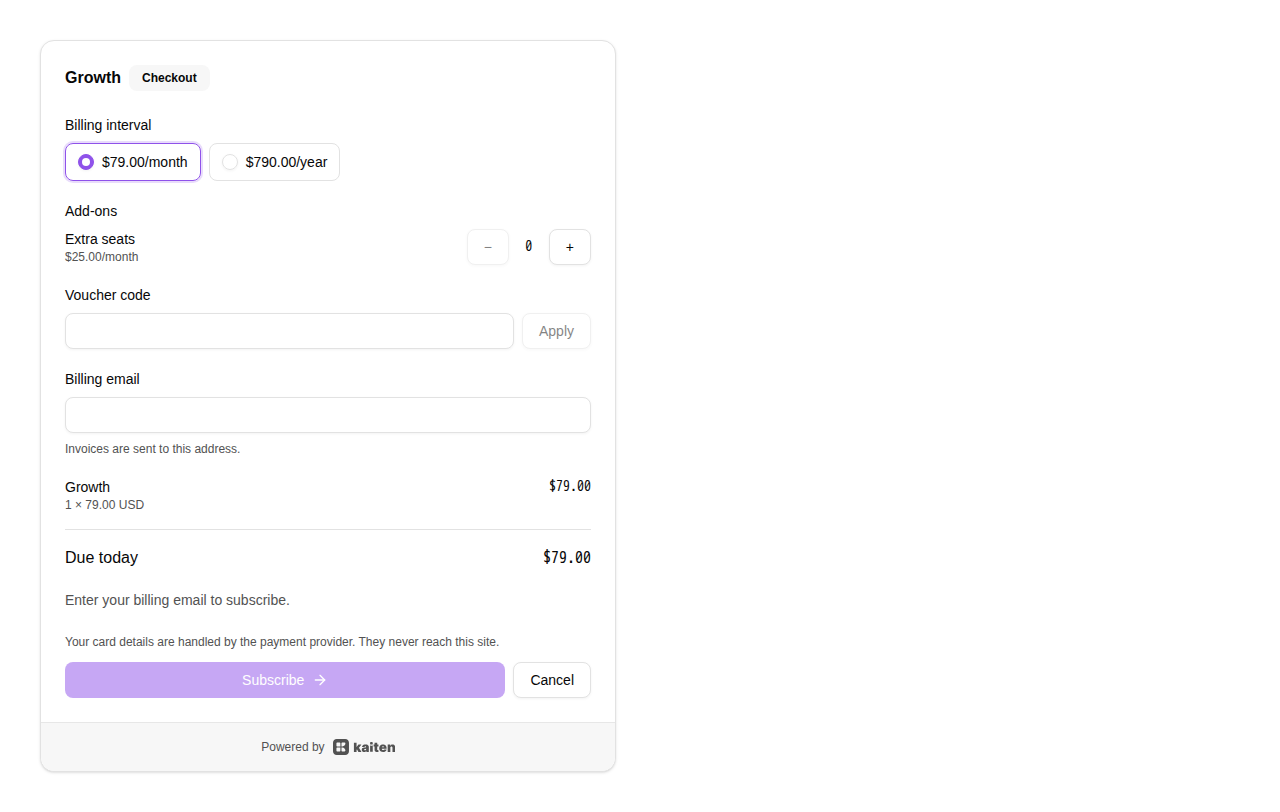 Growth Checkout
Billing interval
$79.00/month $790.00/year
Add-ons
Extra seats
$25.00/month
− 0 +
Voucher code
Apply
Billing email
Invoices are sent to this address.
Growth $79.00
1 × 79.00 USD
Due today $79.00
Enter your billing email to subscribe.
Your card details are handled by the payment provider. They never reach this site.
Subscribe → Cancel
Powered by kaiten